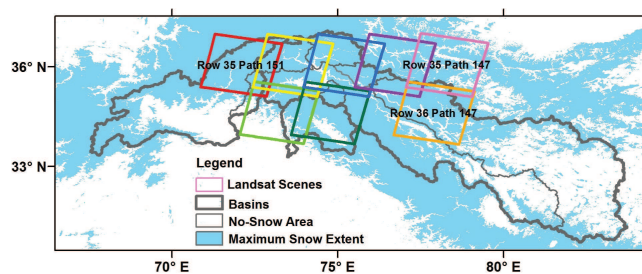 36° N
Row 35 Path 151
Row 35 Path 147
Row 36 Path 147
33° N
Legend
Landsat Scenes
Basins
No-Snow Area
Maximum Snow Extent
70° E
75° E
80° E